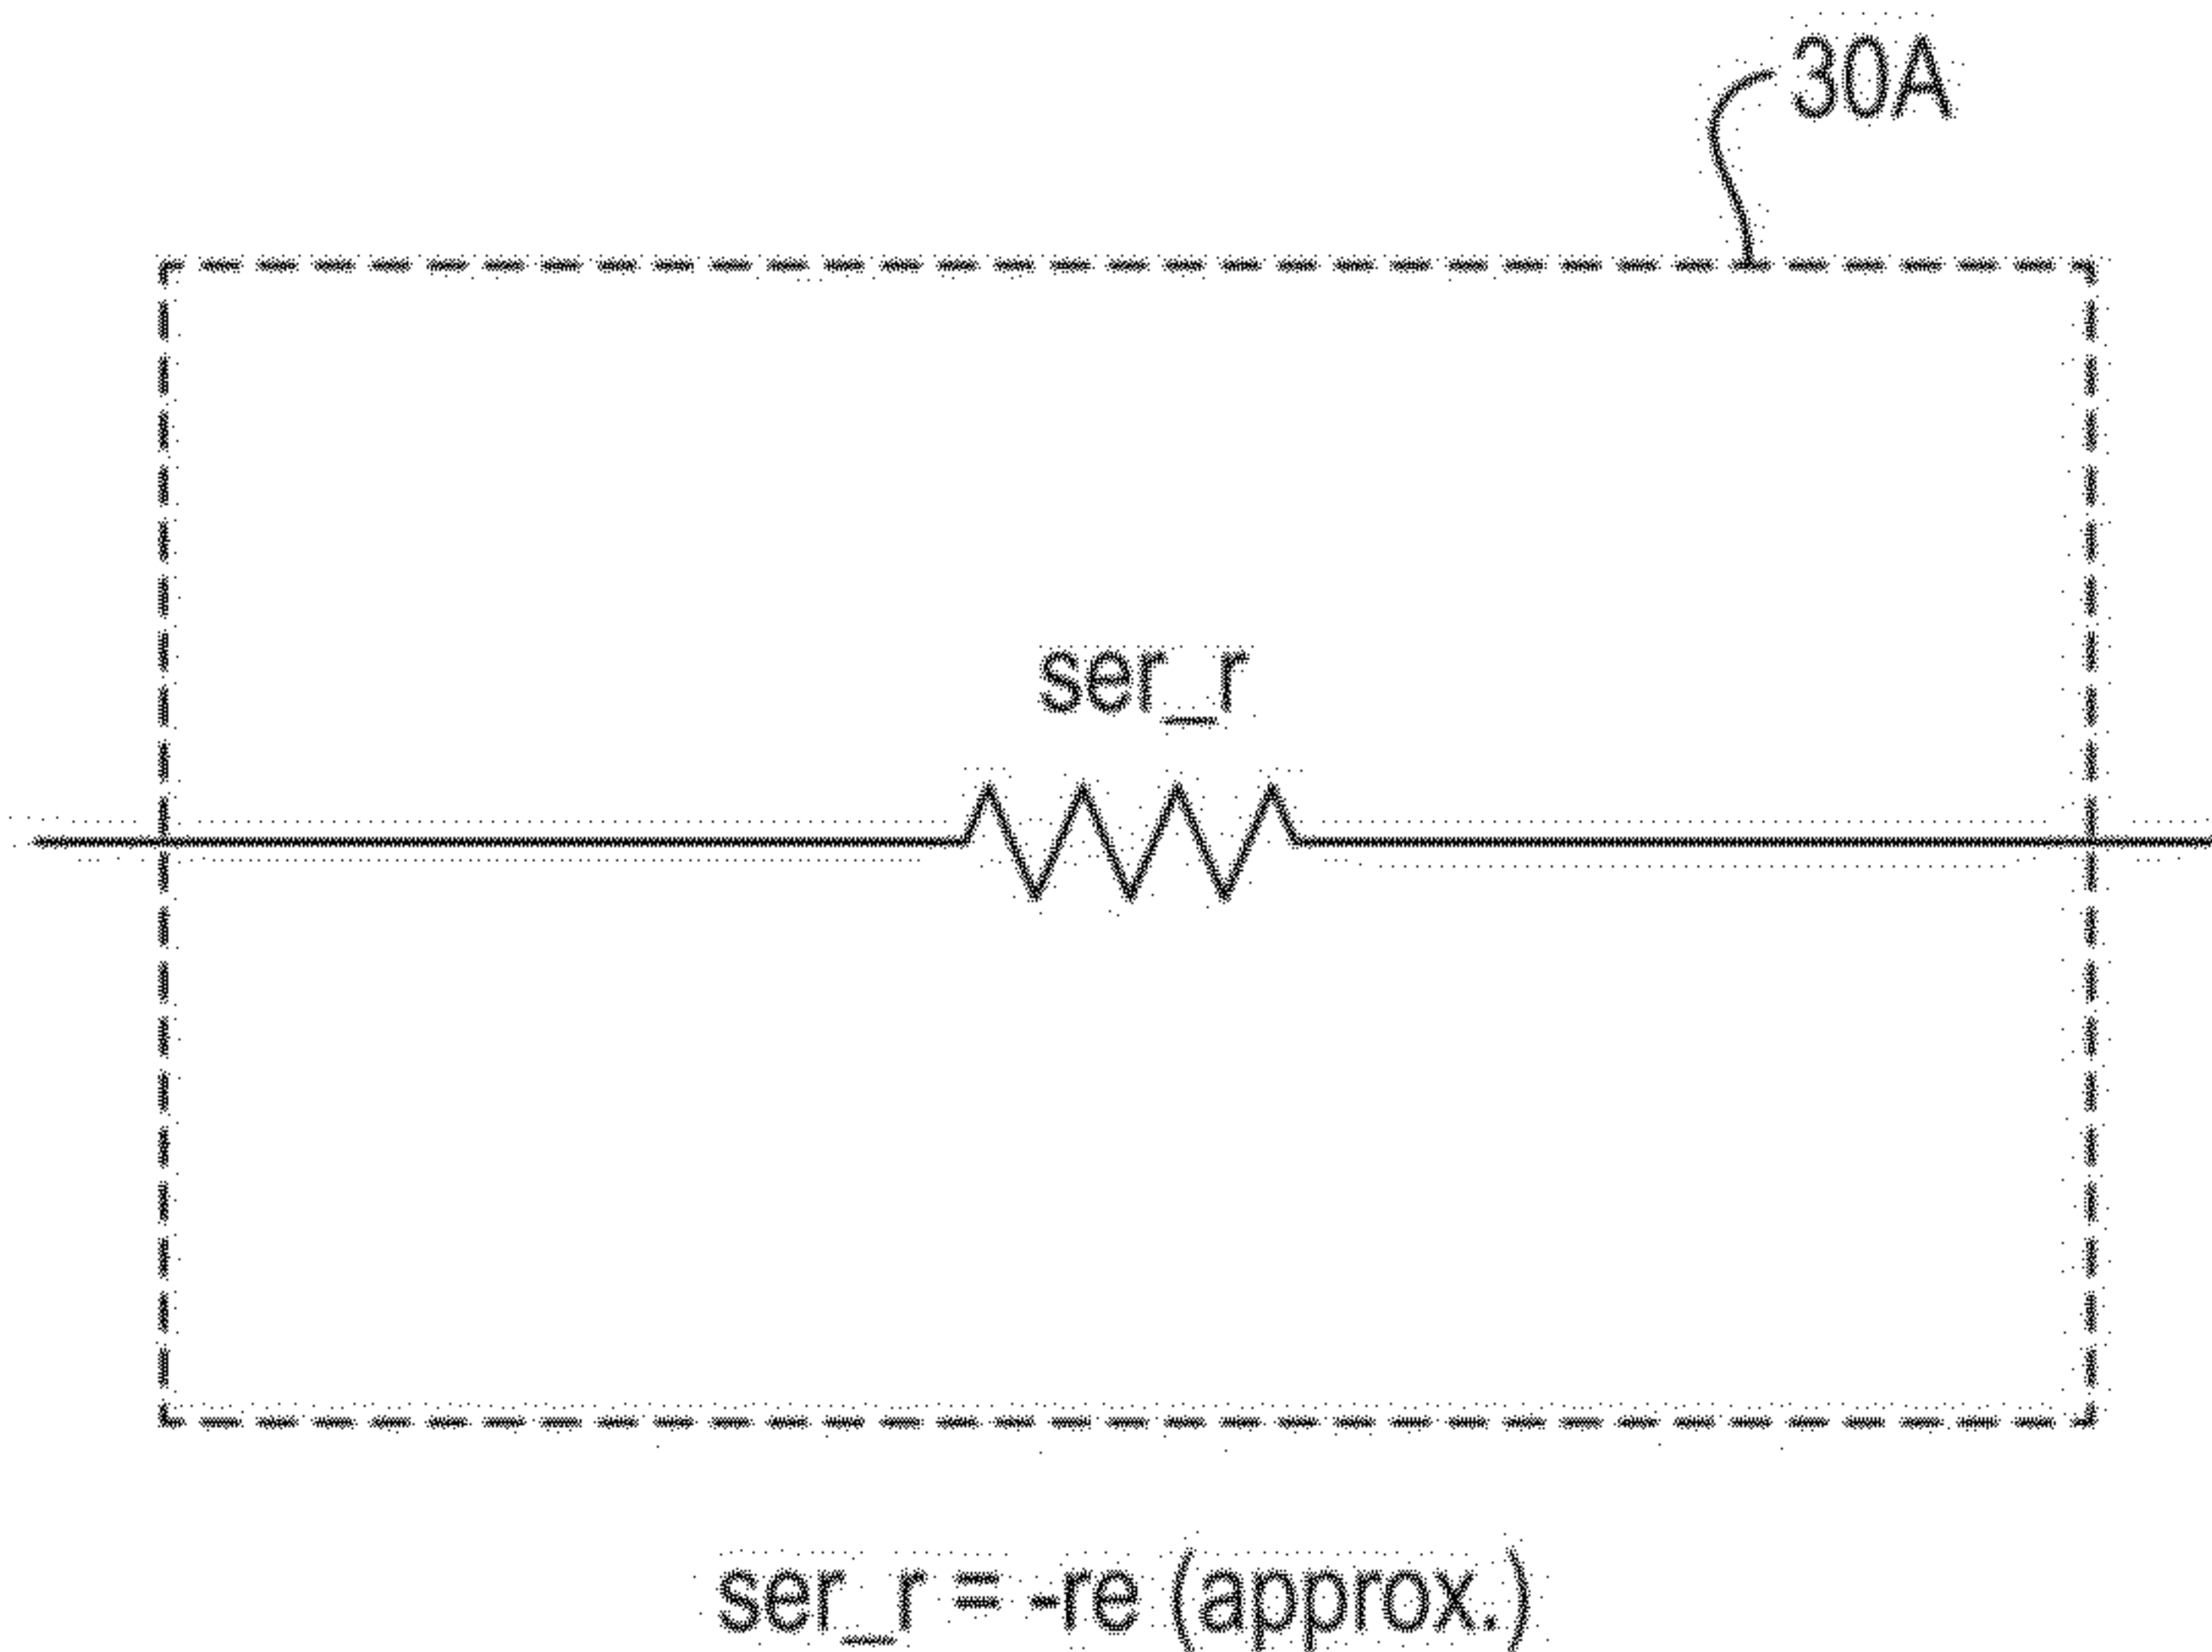 30A
ser_r
ser_r = -re (approx.)